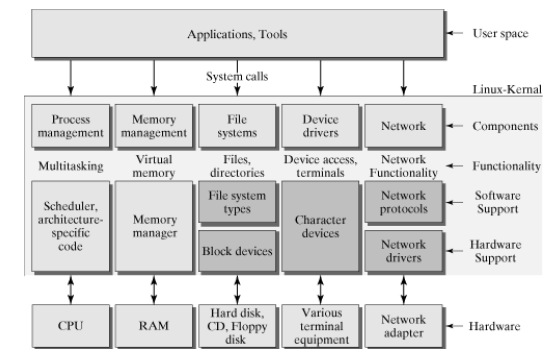 Applications, Tools
User space
System calls
Linux-Kernal
Process
management
Memory
management
File
systems
Device
drivers
Network
Components
Multitasking
Virtual
memory
Files,
directories
Device access,
terminals
Network
Functionality
Functionality
Scheduler,
architecture-
specific
code
Memory
manager
File system
types
Block devices
Character
devices
Network
protocols
Network
drivers
Software
Support
Hardware
Support
CPU
RAM
Hard disk,
CD, Floppy
disk
Various
terminal
equipment
Network
adapter
Hardware